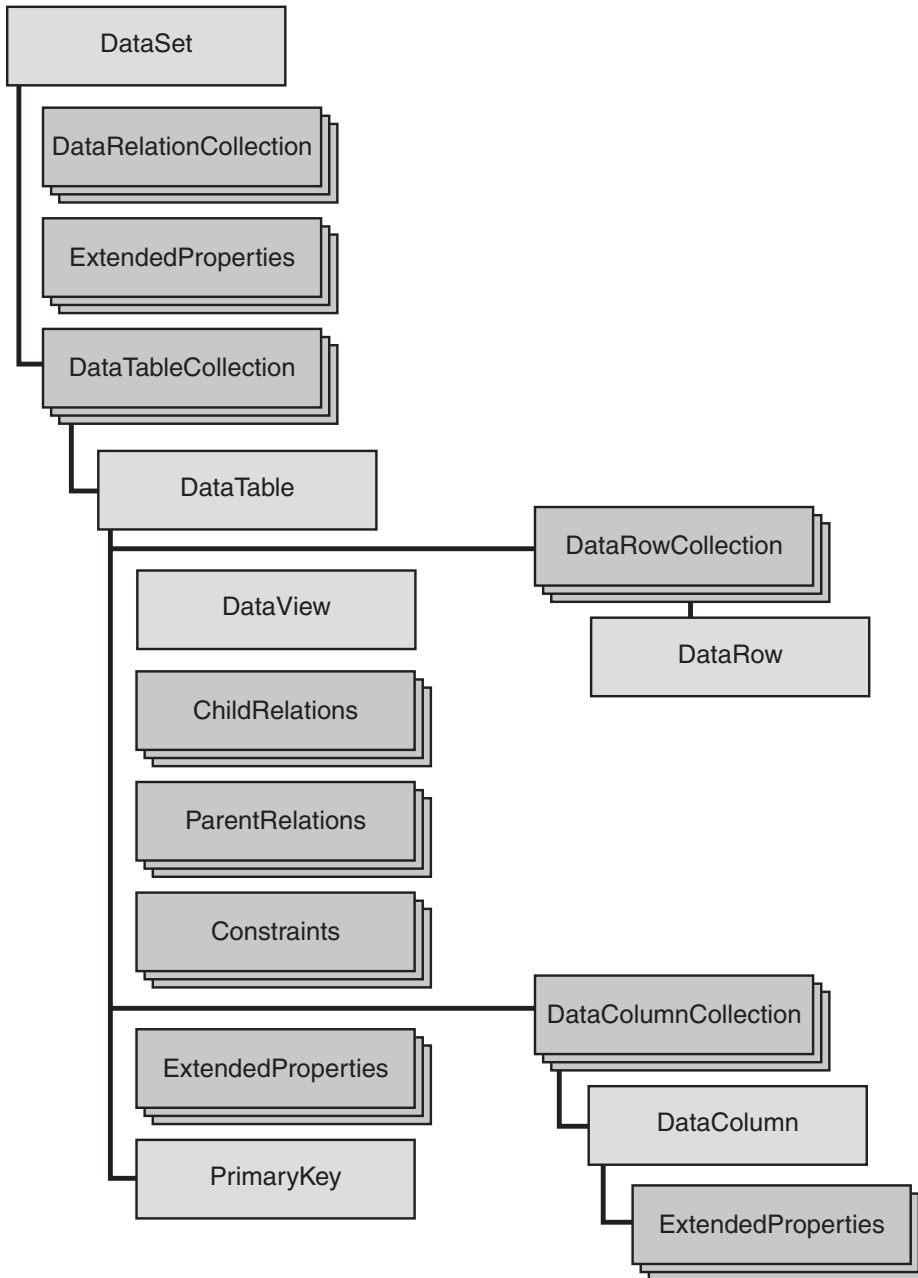 DataSet
DataRelationCollection
ExtendedProperties
DataTableCollection
DataTable
DataRowCollection
DataView
DataRow
ChildRelations
ParentRelations
Constraints
DataColumnCollection
ExtendedProperties
DataColumn
PrimaryKey
ExtendedProperties